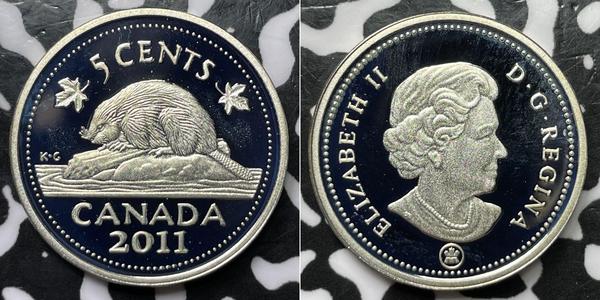 5 CENTS
K·G
CANADA
2011
ELIZABETH II
D·G·REGINA